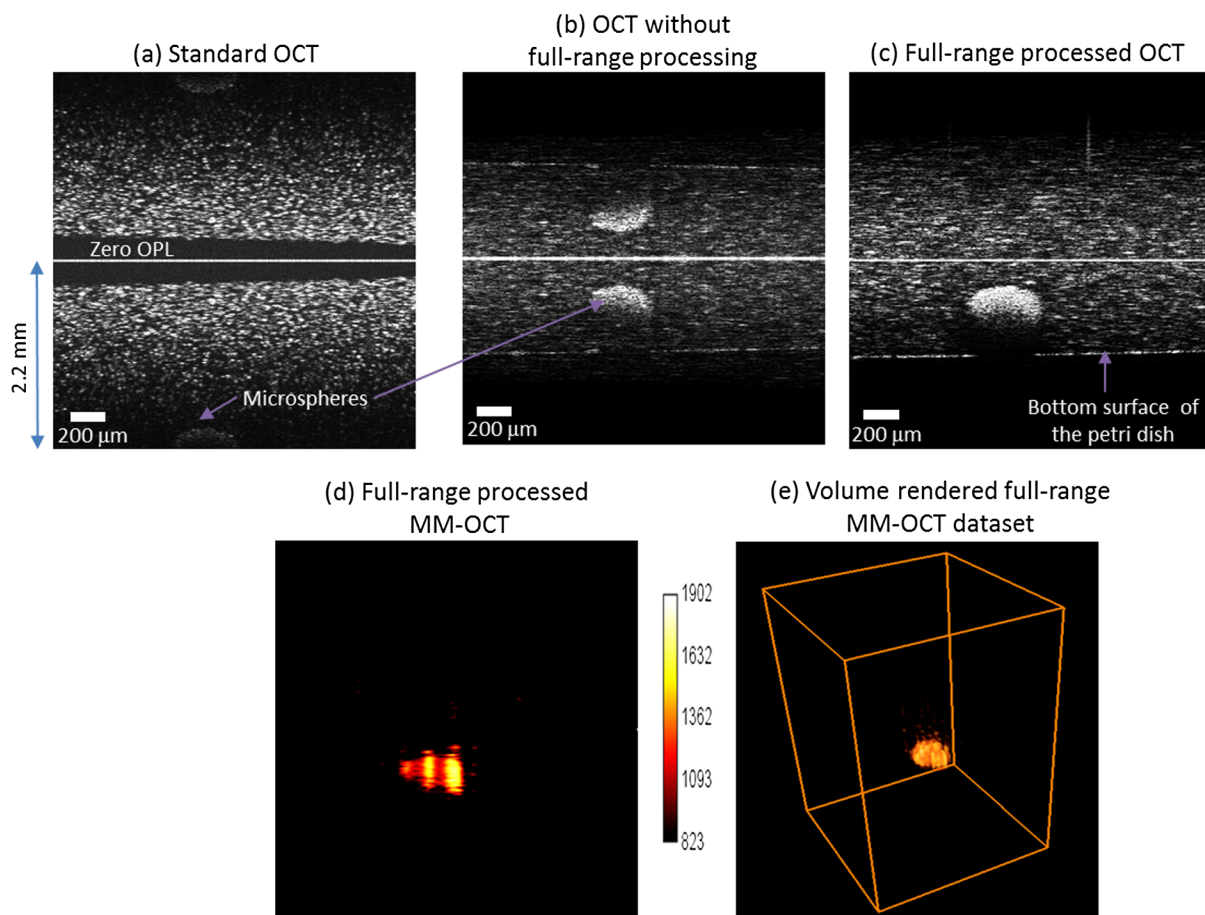 (a) Standard OCT
(b) OCT without
full-range processing
(c) Full-range processed OCT
Zero OPL
2.2 mm
Microspheres
200 µm
200 µm
200 µm
Bottom surface of
the petri dish
(d) Full-range processed
MM-OCT
(e) Volume rendered full-range
MM-OCT dataset
1902
1632
1362
1093
823